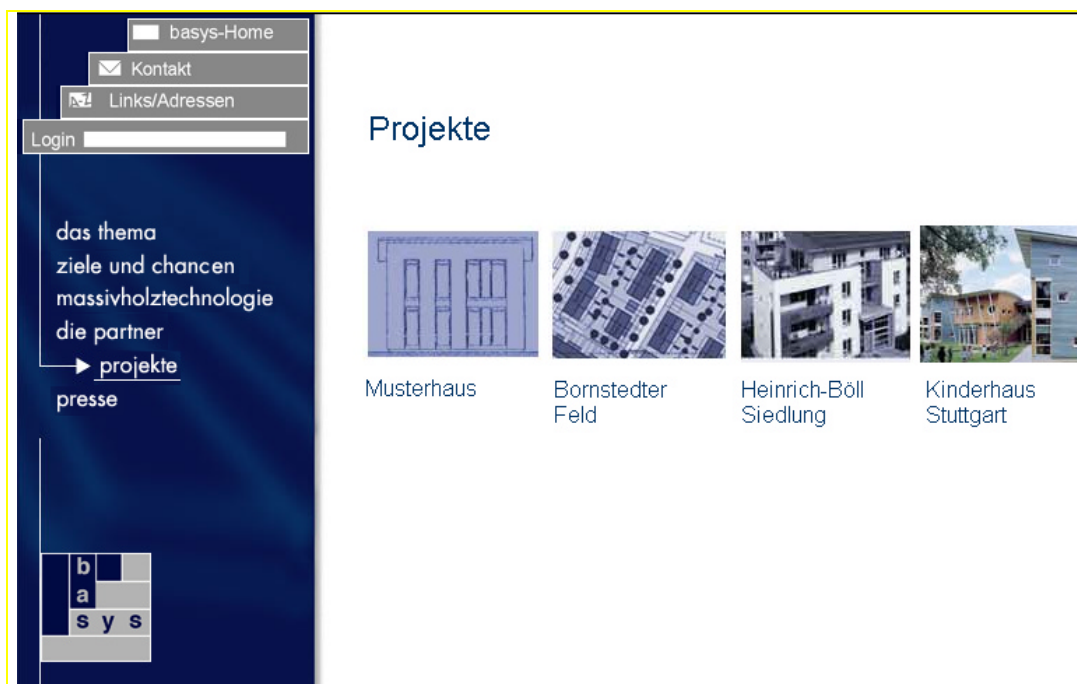 basys-Home
Kontakt
A-Z Links/Adressen
Login
das thema
ziele und chancen
massivholztechnologie
die partner
projekte
presse
b
a
s y s
Projekte
Musterhaus
Bornstedter
Feld
Heinrich-Böll
Siedlung
Kinderhaus
Stuttgart